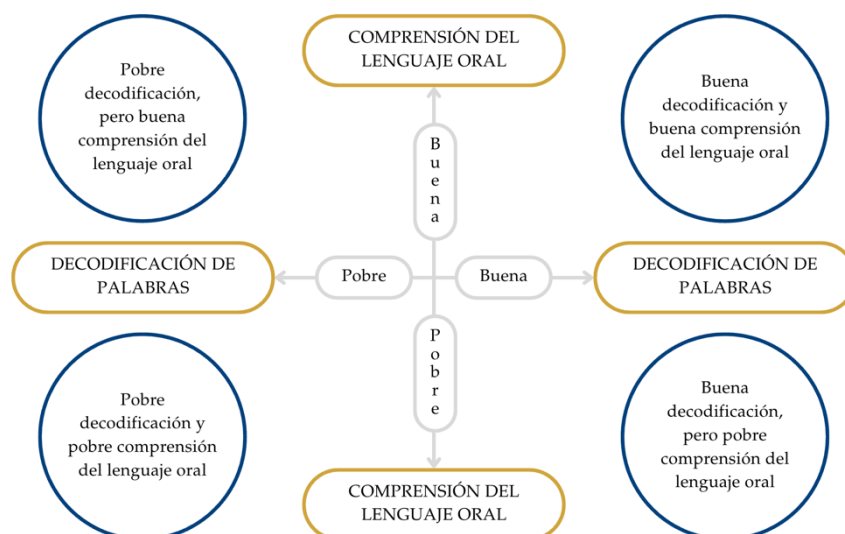 COMPRENSIÓN DEL
LENGUAJE ORAL
Pobre
decodificación,
pero buena
comprensión del
lenguaje oral
Buena
decodificación y
buena comprensión
del lenguaje oral
Buena
DECODIFICACIÓN DE
PALABRAS
Pobre
Buena
DECODIFICACIÓN DE
PALABRAS
Pobre
Pobre
decodificación y
pobre comprensión
del lenguaje oral
Buena
decodificación,
pero pobre
comprensión del
lenguaje oral
COMPRENSIÓN DEL
LENGUAJE ORAL